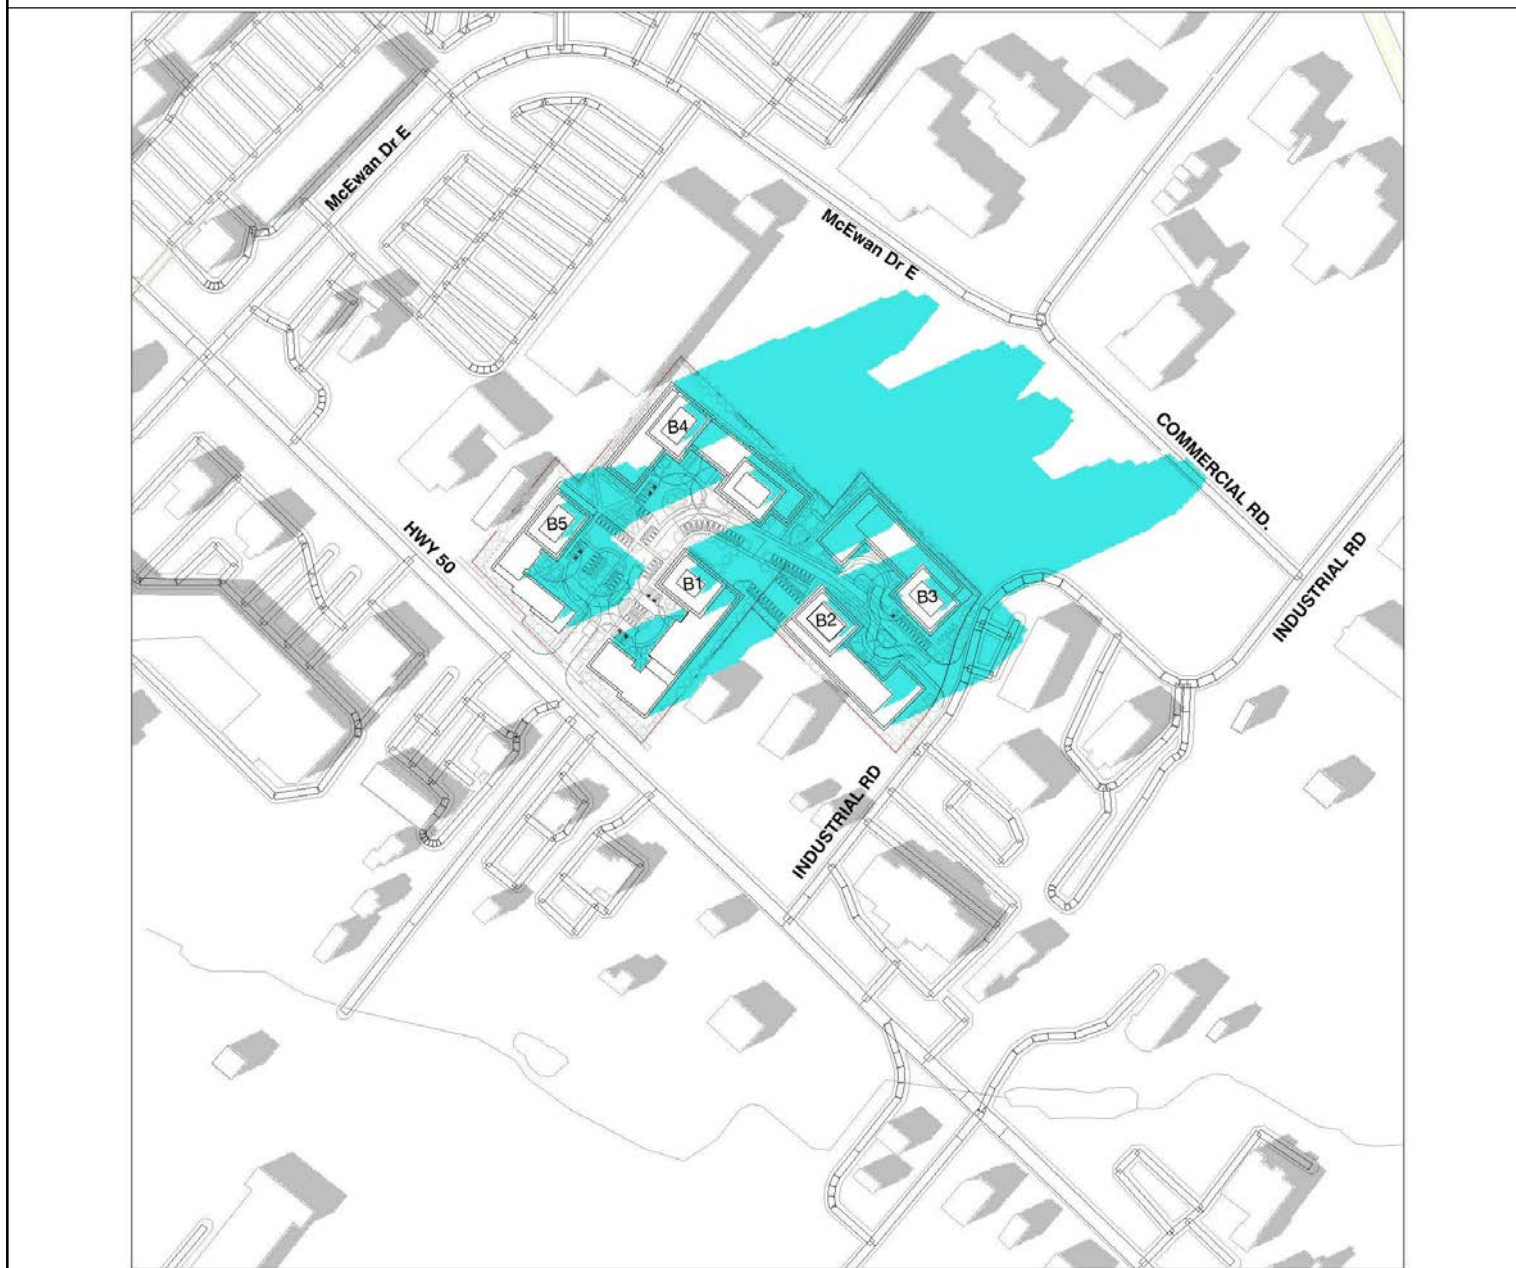 McEwan Dr E
McEwan Dr E
COMMERCIAL RD.
B4
B5
HWY 50
B1
B3
B2
INDUSTRIAL RD
INDUSTRIAL RD